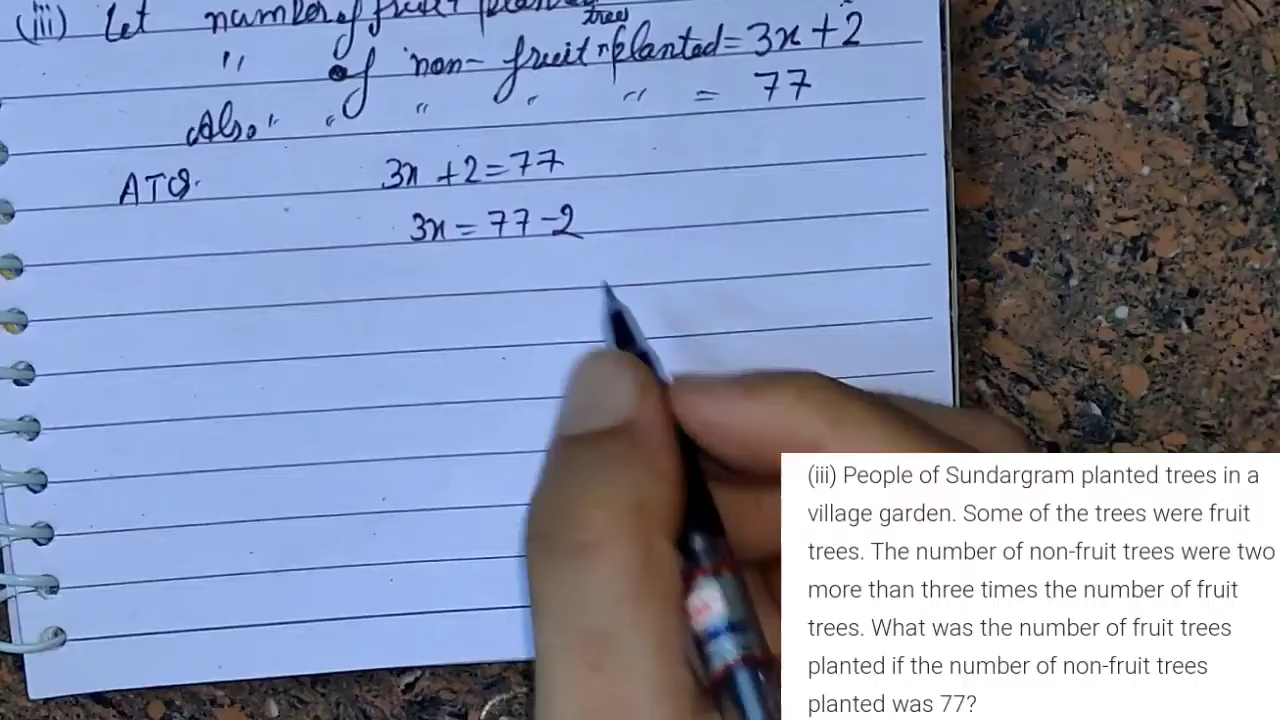 (iii) Let number of fruit planted
trees
" of non- fruit planted = 3x + 2
Also " " " " " = 77
ATQ. 3x + 2 = 77
3x = 77 - 2
(iii) People of Sundargram planted trees in a
village garden. Some of the trees were fruit
trees. The number of non-fruit trees were two
more than three times the number of fruit
trees. What was the number of fruit trees
planted if the number of non-fruit trees
planted was 77?